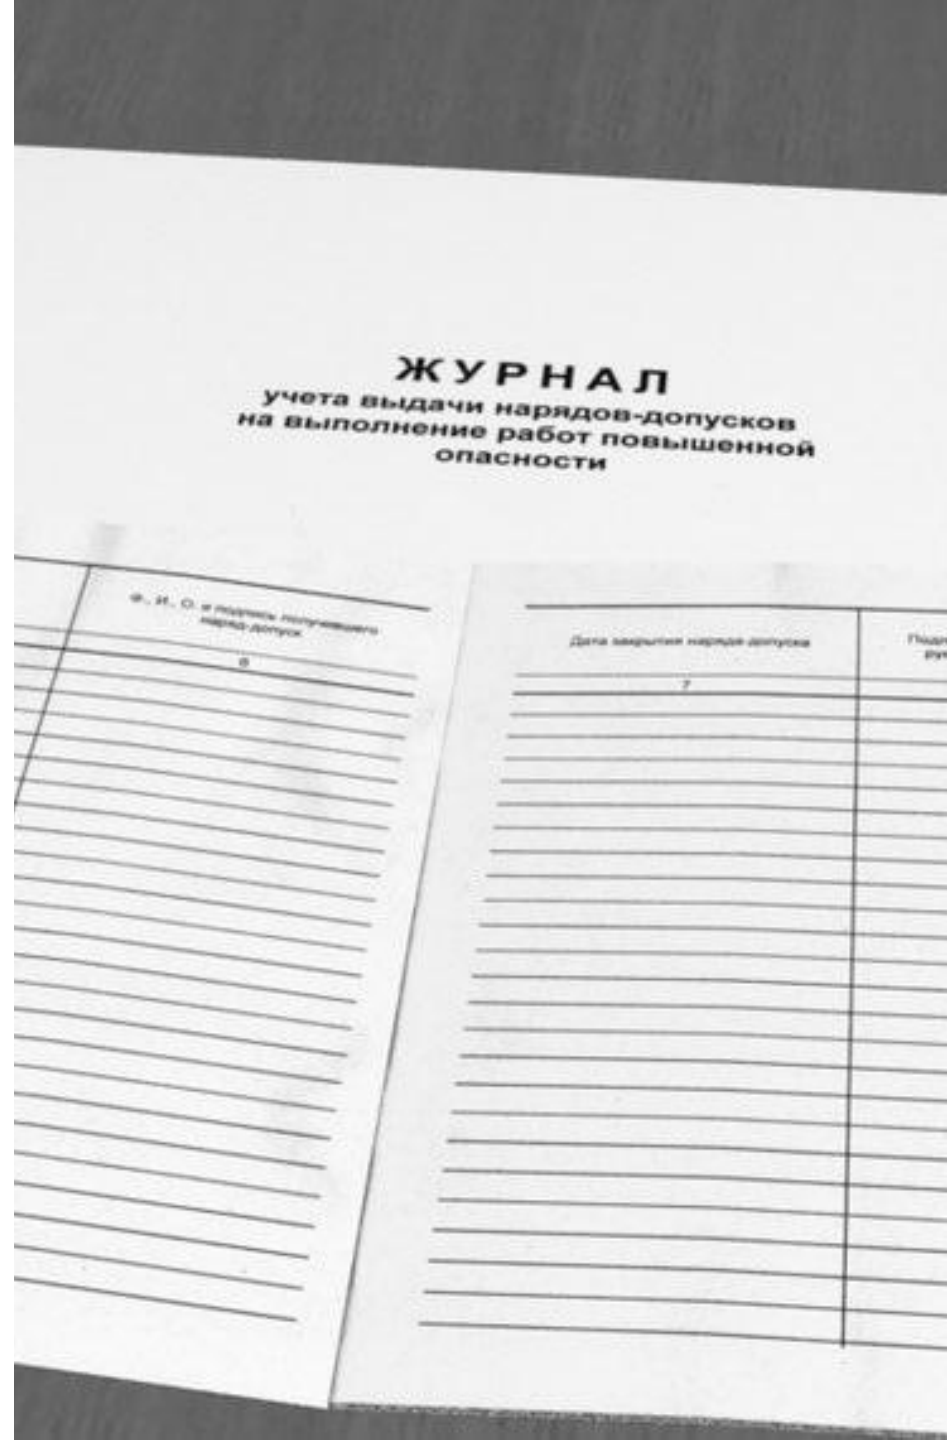 ЖУРНАЛ
учета выдачи нарядов-допусков
на выполнение работ повышенной
опасности
Ф., И., О. и подпись получившего
наряд-допуск
6
Дата закрытия наряда-допуска
7